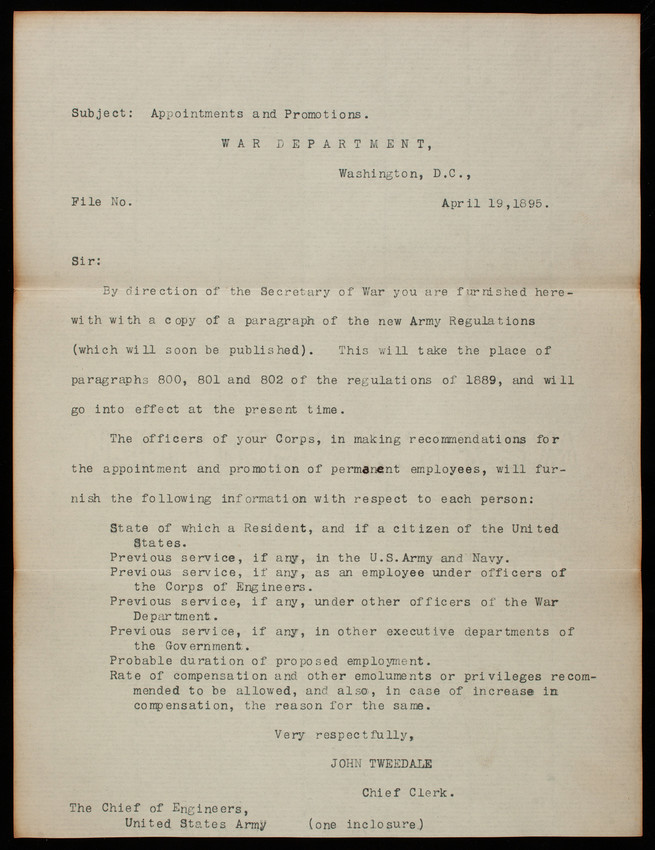 Subject:  Appointments and Promotions.
WAR DEPARTMENT,
Washington, D.C.,
File No.
April 19,1895.
Sir:
By direction of the Secretary of War you are furnished here-
with with a copy of a paragraph of the new Army Regulations
(which will soon be published).  This will take the place of
paragraphs 800, 801 and 802 of the regulations of 1889, and will
go into effect at the present time.
The officers of your Corps, in making recommendations for
the appointment and promotion of permanent employees, will fur-
nish the following information with respect to each person:
State of which a Resident, and if a citizen of the United
States.
Previous service, if any, in the U.S.Army and Navy.
Previous service, if any, as an employee under officers of
the Corps of Engineers.
Previous service, if any, under other officers of the War
Department.
Previous service, if any, in other executive departments of
the Government.
Probable duration of proposed employment.
Rate of compensation and other emoluments or privileges recom-
mended to be allowed, and also, in case of increase in
compensation, the reason for the same.
Very respectfully,
JOHN TWEEDALE
Chief Clerk.
The Chief of Engineers,
United States Army  (one inclosure)